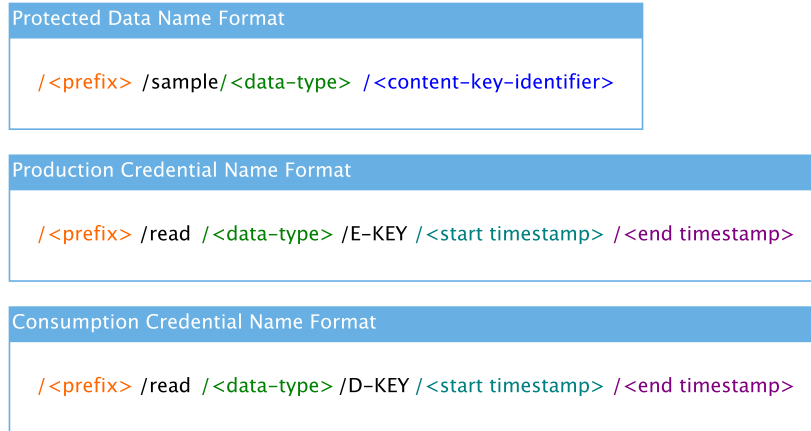 Protected Data Name Format
/<prefix> /sample/<data-type> /<content-key-identifier>
Production Credential Name Format
/<prefix> /read /<data-type> /E-KEY /<start timestamp> /<end timestamp>
Consumption Credential Name Format
/<prefix> /read /<data-type> /D-KEY /<start timestamp> /<end timestamp>